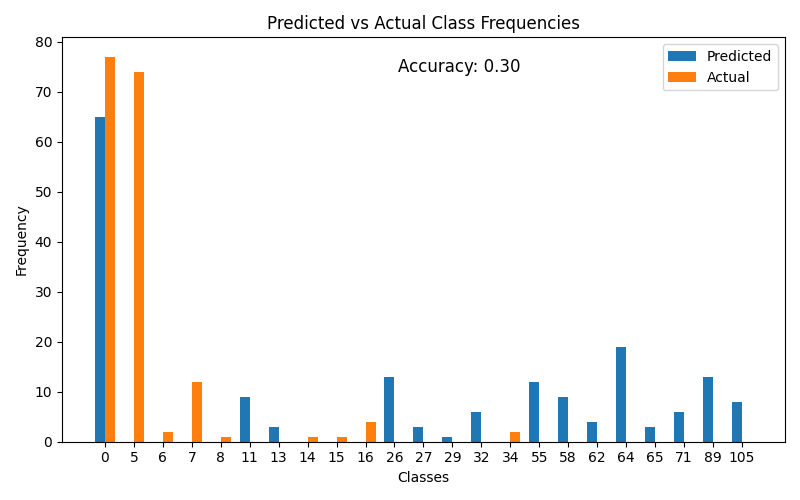 Predicted vs Actual Class Frequencies
Accuracy: 0.30
Predicted
Actual
80
70
60
50
40
30
20
10
0
Frequency
0 5 6 7 8 11 13 14 15 16 26 27 29 32 34 55 58 62 64 65 71 89 105
Classes